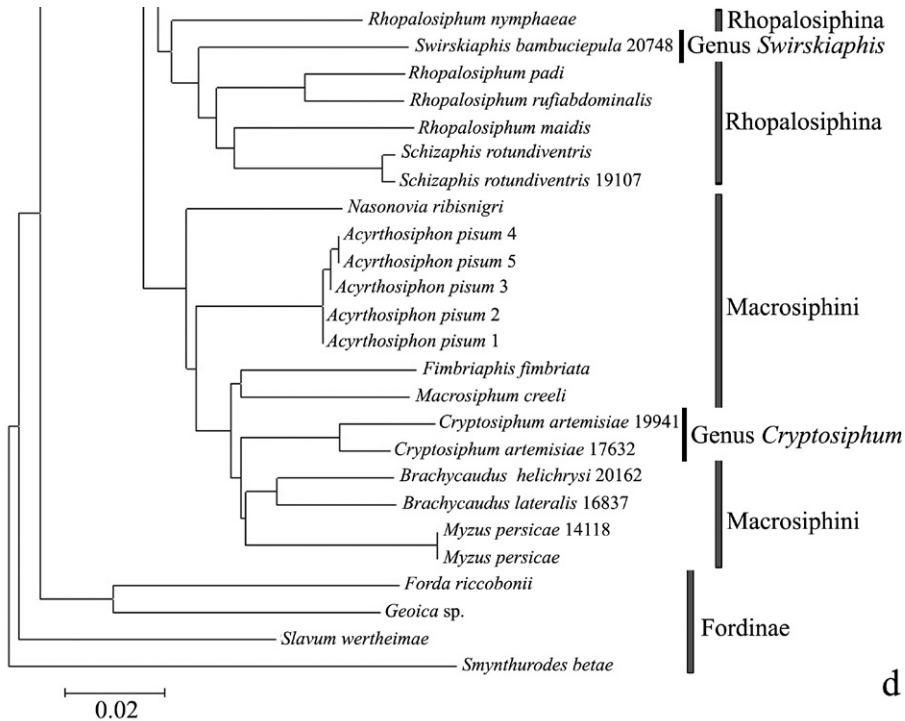 Rhopalosiphum nymphaeae
Rhopalosiphina
Swirskiaphis bambuciepula 20748
Genus Swirskiaphis
Rhopalosiphum padi
Rhopalosiphum rufiabdominalis
Rhopalosiphina
Rhopalosiphum maidis
Schizaphis rotundiventris
Schizaphis rotundiventris 19107
Nasonovia ribisnigri
Acyrthosiphon pisum 4
Acyrthosiphon pisum 5
Acyrthosiphon pisum 3
Macrosiphini
Acyrthosiphon pisum 2
Acyrthosiphon pisum 1
Fimbriaphis fimbriata
Macrosiphum creeli
Cryptosiphum artemisiae 19941
Genus Cryptosiphum
Cryptosiphum artemisiae 17632
Brachycaudus helichrysi 20162
Brachycaudus lateralis 16837
Macrosiphini
Myzus persicae 14118
Myzus persicae
Forda riccobonii
Geoica sp.
Fordinae
Slavum wertheimae
Smynthurodes betae
d
0.02